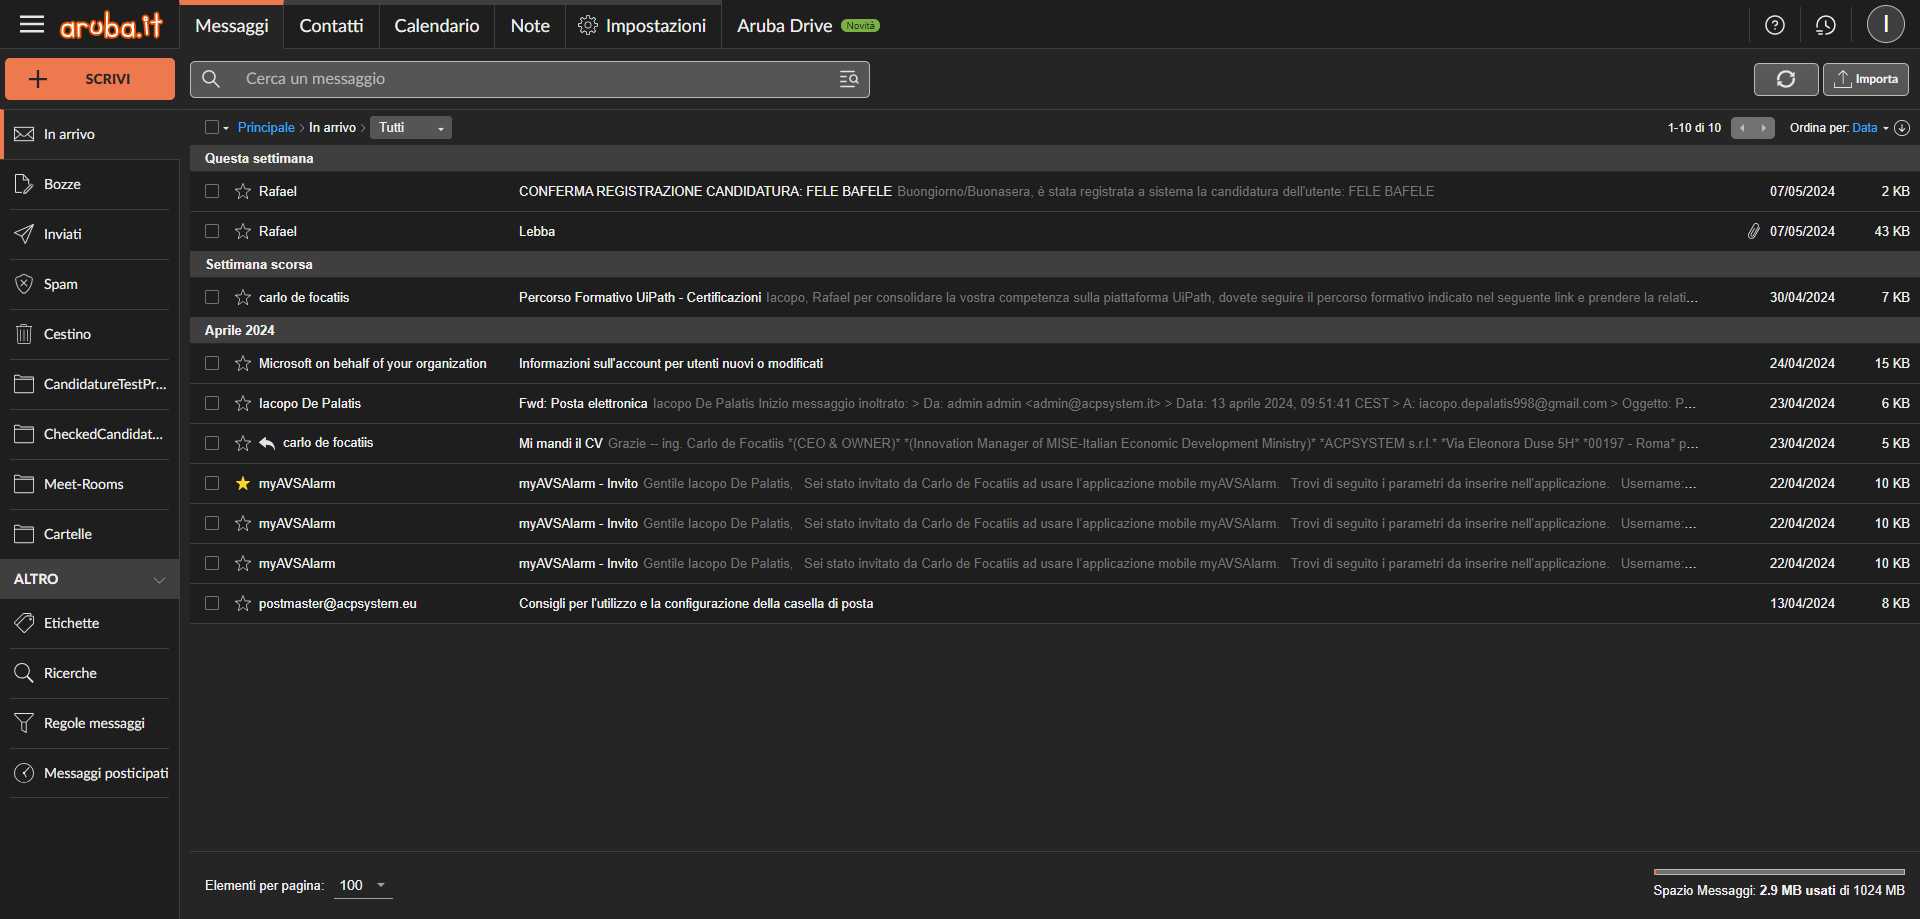 aruba.it Messaggi Contatti Calendario Note Impostazioni Aruba Drive Novità I
SCRIVI Cerca un messaggio Importa
In arrivo
Bozze
Inviati
Spam
Cestino
CandidatureTestPr...
CheckedCandidat...
Meet-Rooms
Cartelle
ALTRO
Etichette
Ricerche
Regole messaggi
Messaggi posticipati
Principale In arrivo Tutti 1-10 di 10 Ordina per: Data
Questa settimana
Rafael CONFERMA REGISTRAZIONE CANDIDATURA: FELE BAFELE Buongiorno/Buonasera, è stata registrata a sistema la candidatura dell'utente: FELE BAFELE 07/05/2024 2 KB
Rafael Lebba 07/05/2024 43 KB
Settimana scorsa
carlo de focatiis Percorso Formativo UiPath - Certificazioni Iacopo, Rafael per consolidare la vostra competenza sulla piattaforma UiPath, dovete seguire il percorso formativo indicato nel seguente link e prendere la relati... 30/04/2024 7 KB
Aprile 2024
Microsoft on behalf of your organization Informazioni sull'account per utenti nuovi o modificati 24/04/2024 15 KB
Iacopo De Palatis Fwd: Posta elettronica Iacopo De Palatis Inizio messaggio inoltrato: > Da: admin admin <admin@acpsystem.it> > Data: 13 aprile 2024, 09:51:41 CEST > A: iacopo.depalatis998@gmail.com > Oggetto: P... 23/04/2024 6 KB
carlo de focatiis Mi mandi il CV Grazie -- ing. Carlo de Focatiis *(CEO & OWNER)* *(Innovation Manager of MISE-Italian Economic Development Ministry)* *ACPSYSTEM s.r.l.* *Via Eleonora Duse 5H* *00197 - Roma* p... 23/04/2024 5 KB
myAVSAlarm myAVSAlarm - Invito Gentile Iacopo De Palatis, Sei stato invitato da Carlo de Focatiis ad usare l'applicazione mobile myAVSAlarm. Trovi di seguito i parametri da inserire nell'applicazione. Username:... 22/04/2024 10 KB
myAVSAlarm myAVSAlarm - Invito Gentile Iacopo De Palatis, Sei stato invitato da Carlo de Focatiis ad usare l'applicazione mobile myAVSAlarm. Trovi di seguito i parametri da inserire nell'applicazione. Username:... 22/04/2024 10 KB
myAVSAlarm myAVSAlarm - Invito Gentile Iacopo De Palatis, Sei stato invitato da Carlo de Focatiis ad usare l'applicazione mobile myAVSAlarm. Trovi di seguito i parametri da inserire nell'applicazione. Username:... 22/04/2024 10 KB
postmaster@acpsystem.eu Consigli per l'utilizzo e la configurazione della casella di posta 13/04/2024 8 KB
Elementi per pagina: 100
Spazio Messaggi: 2.9 MB usati di 1024 MB